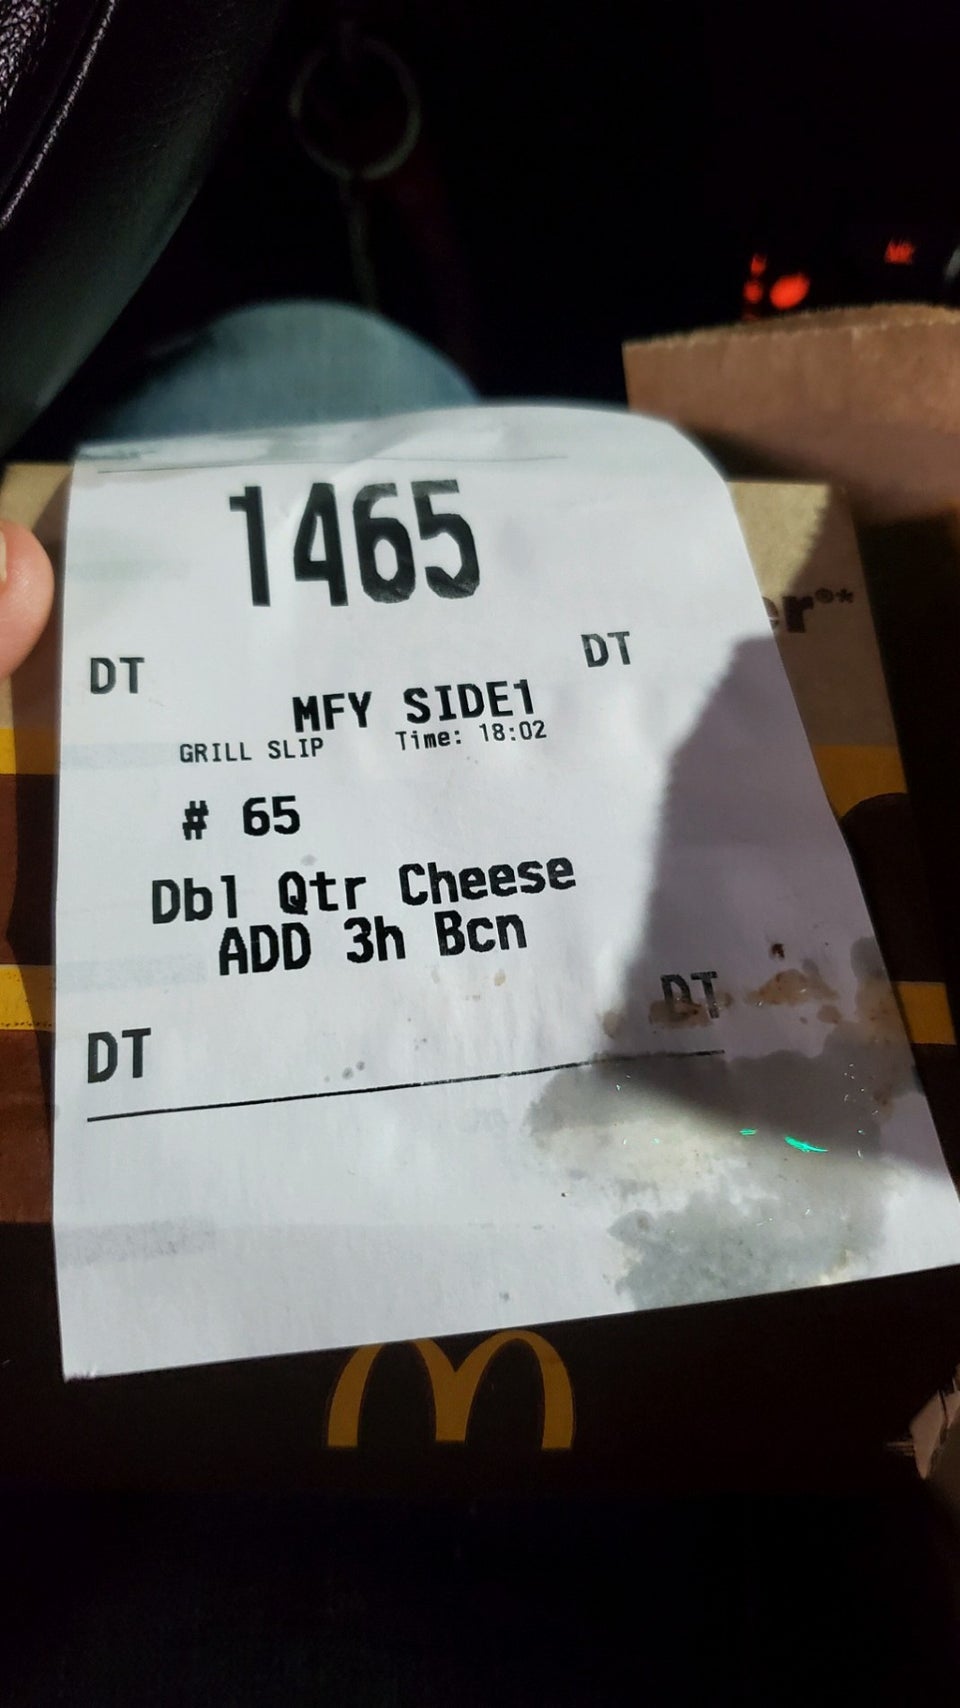 1465
DT DT
MFY SIDE1
GRILL SLIP Time: 18:02
# 65
Dbl Qtr Cheese
ADD 3h Bcn
DT DT